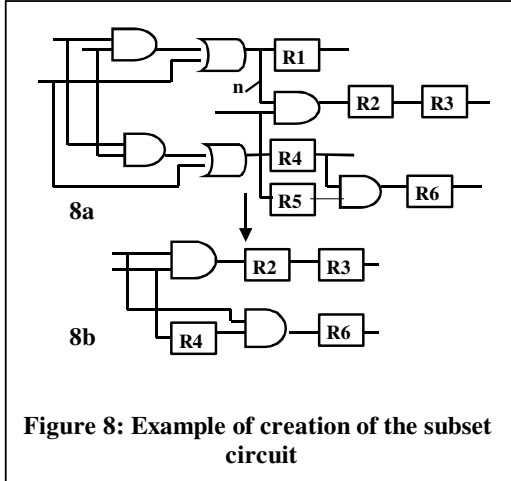 R1
n
R2 R3
R4
R5 R6
8a
R2 R3
8b R4 R6
Figure 8: Example of creation of the subset
circuit